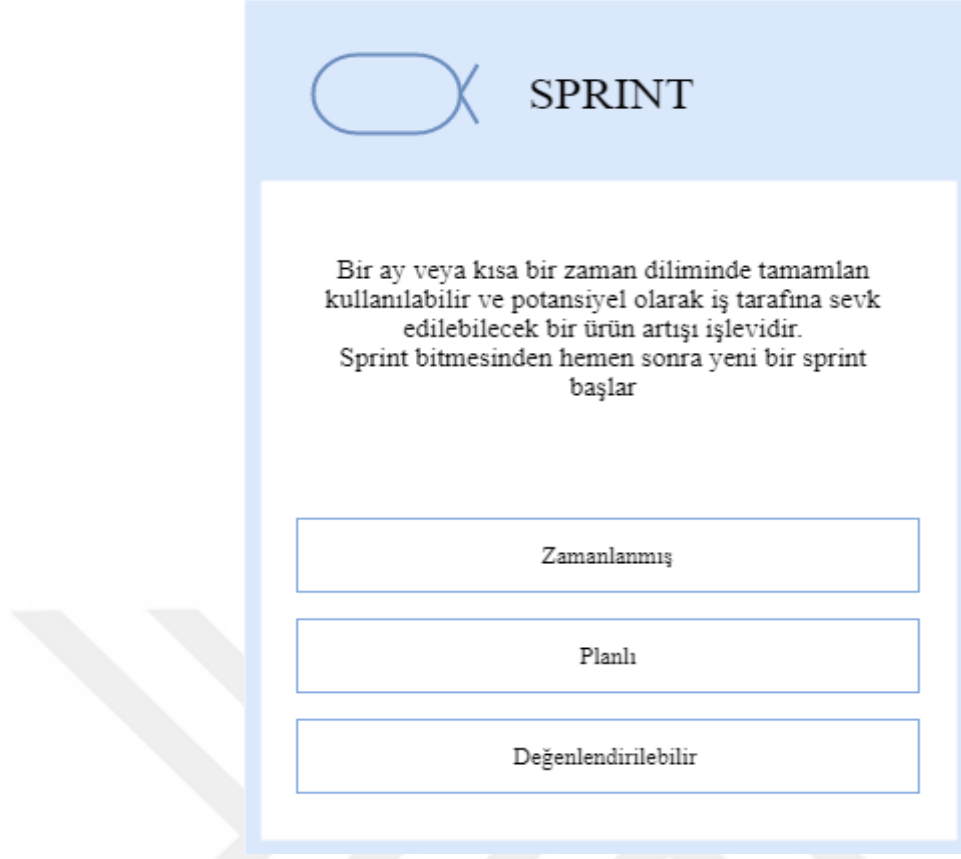 SPRINT
Bir ay veya kısa bir zaman diliminde tamamlan
kullanılabilir ve potansiyel olarak iş tarafına sevk
edilebilecek bir ürün artışı işlevidir.
Sprint bitmesinden hemen sonra yeni bir sprint
başlar
Zamanlanmış
Planlı
Değenlendirilebilir